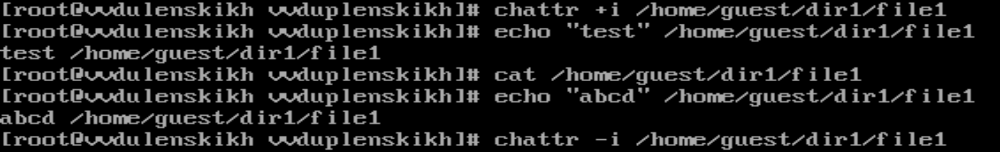 [root@vvdulenskikh vvduplenskikh]# chattr +i /home/guest/dir1/file1
[root@vvdulenskikh vvduplenskikh]# echo "test" /home/guest/dir1/file1
test /home/guest/dir1/file1
[root@vvdulenskikh vvduplenskikh]# cat /home/guest/dir1/file1
[root@vvdulenskikh vvduplenskikh]# echo "abcd" /home/guest/dir1/file1
abcd /home/guest/dir1/file1
[root@vvdulenskikh vvduplenskikh]# chattr -i /home/guest/dir1/file1